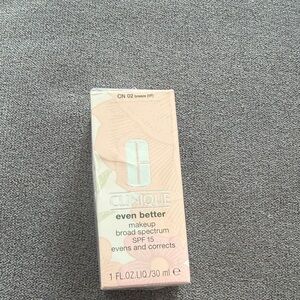 CN 02 breeze (VF)
CLINIQUE
even better
makeup
broad spectrum
SPF 15
evens and corrects
1 FL.OZ.LIQ./30 ml e